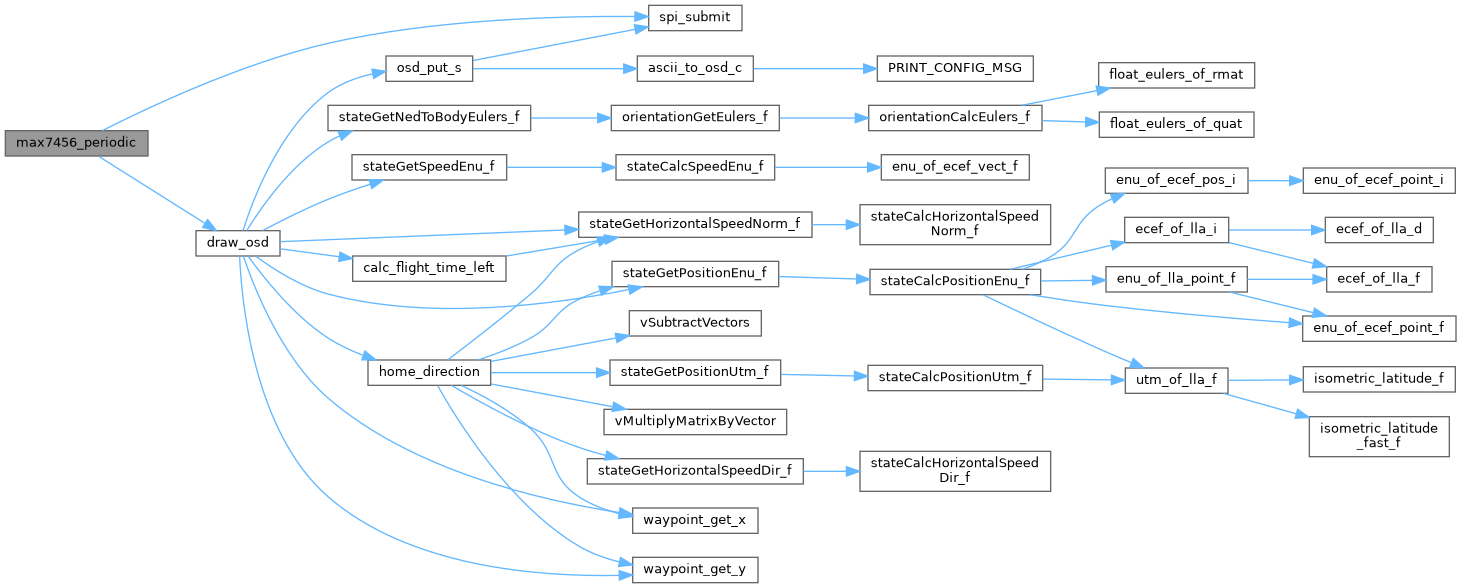 spi_submit
osd_put_s
ascii_to_osd_c
PRINT_CONFIG_MSG
float_eulers_of_rmat
max7456_periodic
stateGetNedToBodyEulers_f
orientationGetEulers_f
orientationCalcEulers_f
float_eulers_of_quat
stateGetSpeedEnu_f
stateCalcSpeedEnu_f
enu_of_ecef_vect_f
enu_of_ecef_pos_i
enu_of_ecef_point_i
draw_osd
stateGetHorizontalSpeedNorm_f
stateCalcHorizontalSpeed
Norm_f
ecef_of_lla_i
ecef_of_lla_d
calc_flight_time_left
stateGetPositionEnu_f
stateCalcPositionEnu_f
enu_of_lla_point_f
ecef_of_lla_f
vSubtractVectors
enu_of_ecef_point_f
home_direction
stateGetPositionUtm_f
stateCalcPositionUtm_f
utm_of_lla_f
isometric_latitude_f
vMultiplyMatrixByVector
isometric_latitude
_fast_f
stateGetHorizontalSpeedDir_f
stateCalcHorizontalSpeed
Dir_f
waypoint_get_x
waypoint_get_y